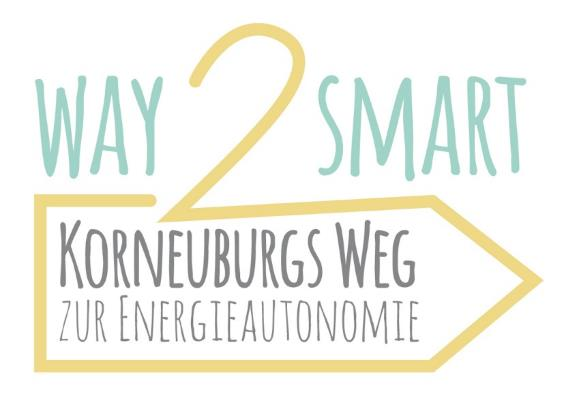 WAY 2 SMART
KORNEUBURGS WEG
ZUR ENERGIEAUTONOMIE